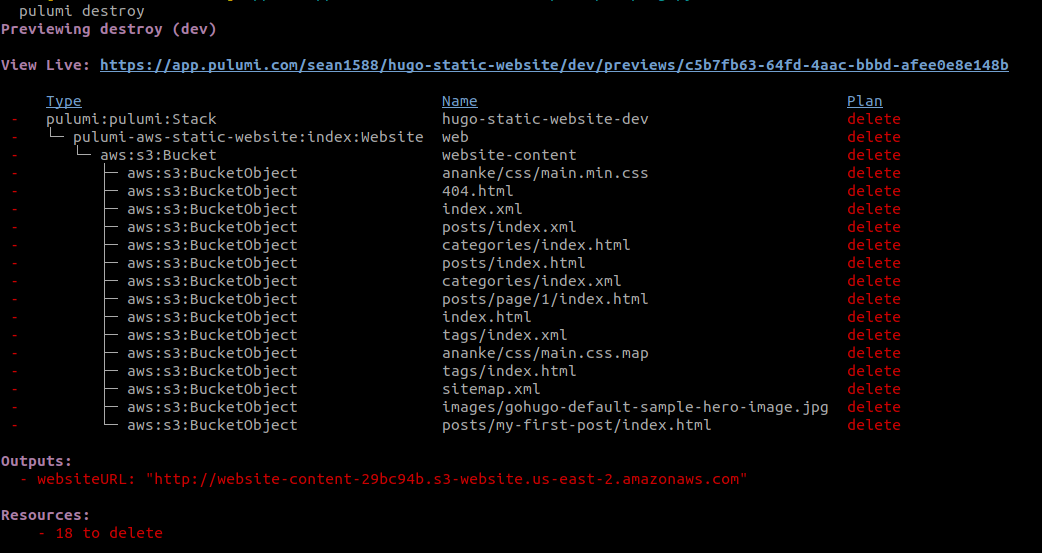 pulumi destroy
Previewing destroy (dev)
View Live: https://app.pulumi.com/sean1588/hugo-static-website/dev/previews/c5b7fb63-64fd-4aac-bbbd-afee0e8e148b
Type Name Plan
- pulumi:pulumi:Stack hugo-static-website-dev delete
- └─ pulumi-aws-static-website:index:Website web delete
- └─ aws:s3:Bucket website-content delete
- ├─ aws:s3:BucketObject ananke/css/main.min.css delete
- ├─ aws:s3:BucketObject 404.html delete
- ├─ aws:s3:BucketObject index.xml delete
- ├─ aws:s3:BucketObject posts/index.xml delete
- ├─ aws:s3:BucketObject categories/index.html delete
- ├─ aws:s3:BucketObject posts/index.html delete
- ├─ aws:s3:BucketObject categories/index.xml delete
- ├─ aws:s3:BucketObject posts/page/1/index.html delete
- ├─ aws:s3:BucketObject index.html delete
- ├─ aws:s3:BucketObject tags/index.xml delete
- ├─ aws:s3:BucketObject ananke/css/main.css.map delete
- ├─ aws:s3:BucketObject tags/index.html delete
- ├─ aws:s3:BucketObject sitemap.xml delete
- ├─ aws:s3:BucketObject images/gohugo-default-sample-hero-image.jpg delete
- └─ aws:s3:BucketObject posts/my-first-post/index.html delete
Outputs:
- websiteURL: "http://website-content-29bc94b.s3-website.us-east-2.amazonaws.com"
Resources:
- 18 to delete